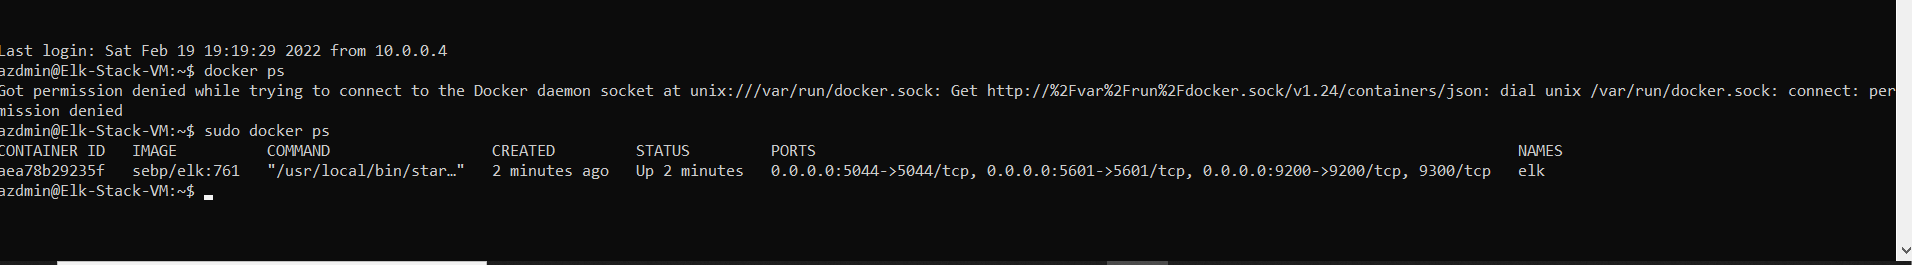 Last login: Sat Feb 19 19:19:29 2022 from 10.0.0.4
azdmin@Elk-Stack-VM:~$ docker ps
Got permission denied while trying to connect to the Docker daemon socket at unix:///var/run/docker.sock: Get http://%2Fvar%2Frun%2Fdocker.sock/v1.24/containers/json: dial unix /var/run/docker.sock: connect: per
mission denied
azdmin@Elk-Stack-VM:~$ sudo docker ps
CONTAINER ID   IMAGE          COMMAND                  CREATED         STATUS         PORTS                                                                              NAMES
aea78b29235f   sebp/elk:761   "/usr/local/bin/star…"   2 minutes ago   Up 2 minutes   0.0.0.0:5044->5044/tcp, 0.0.0.0:5601->5601/tcp, 0.0.0.0:9200->9200/tcp, 9300/tcp   elk
azdmin@Elk-Stack-VM:~$